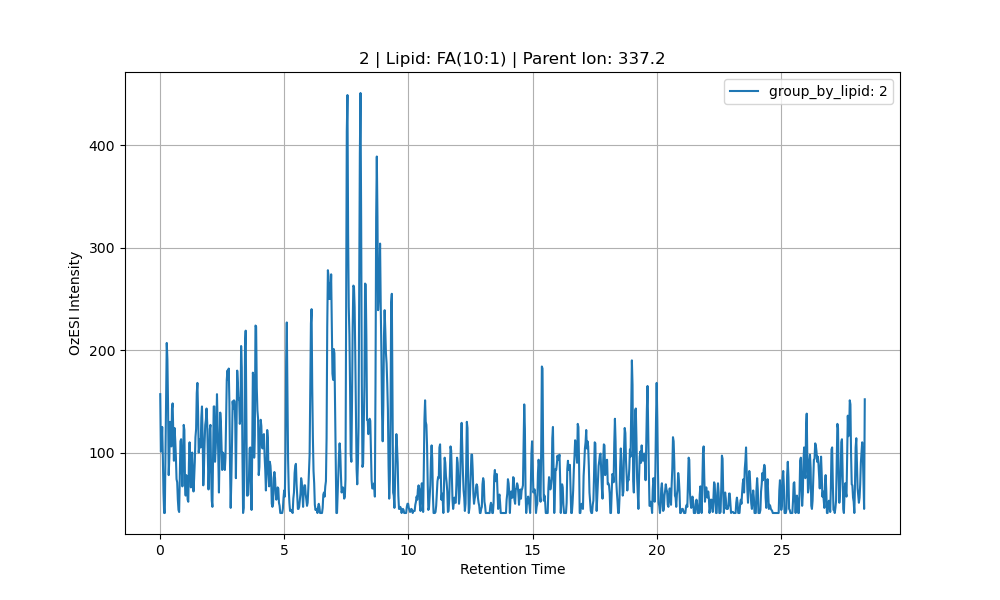 2 | Lipid: FA(10:1) | Parent Ion: 337.2
group_by_lipid: 2
400
300
200
100
OzESI Intensity
0 5 10 15 20 25
Retention Time